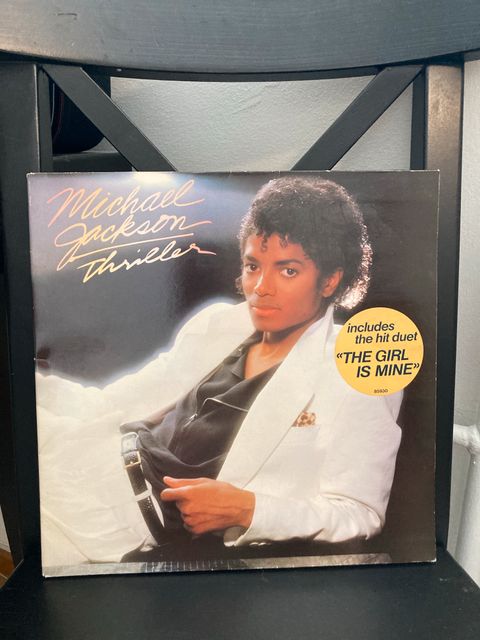 Michael
Jackson
Thriller
includes
the hit duet
«THE GIRL
IS MINE»